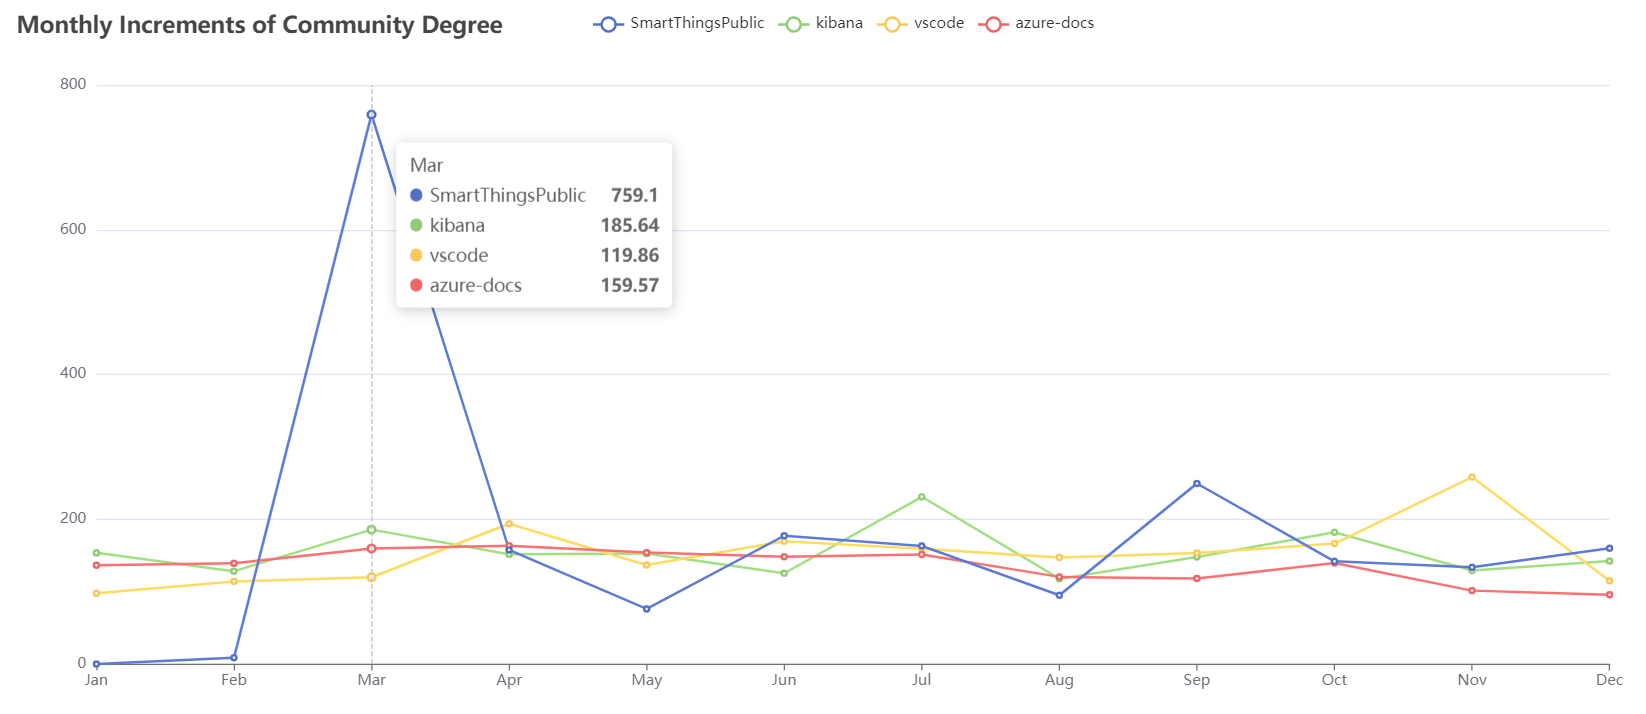 Monthly Increments of Community Degree
SmartThingsPublic kibana vscode azure-docs
800
600
400
200
0
Mar
SmartThingsPublic 759.1
kibana 185.64
vscode 119.86
azure-docs 159.57
Jan Feb Mar Apr May Jun Jul Aug Sep Oct Nov Dec